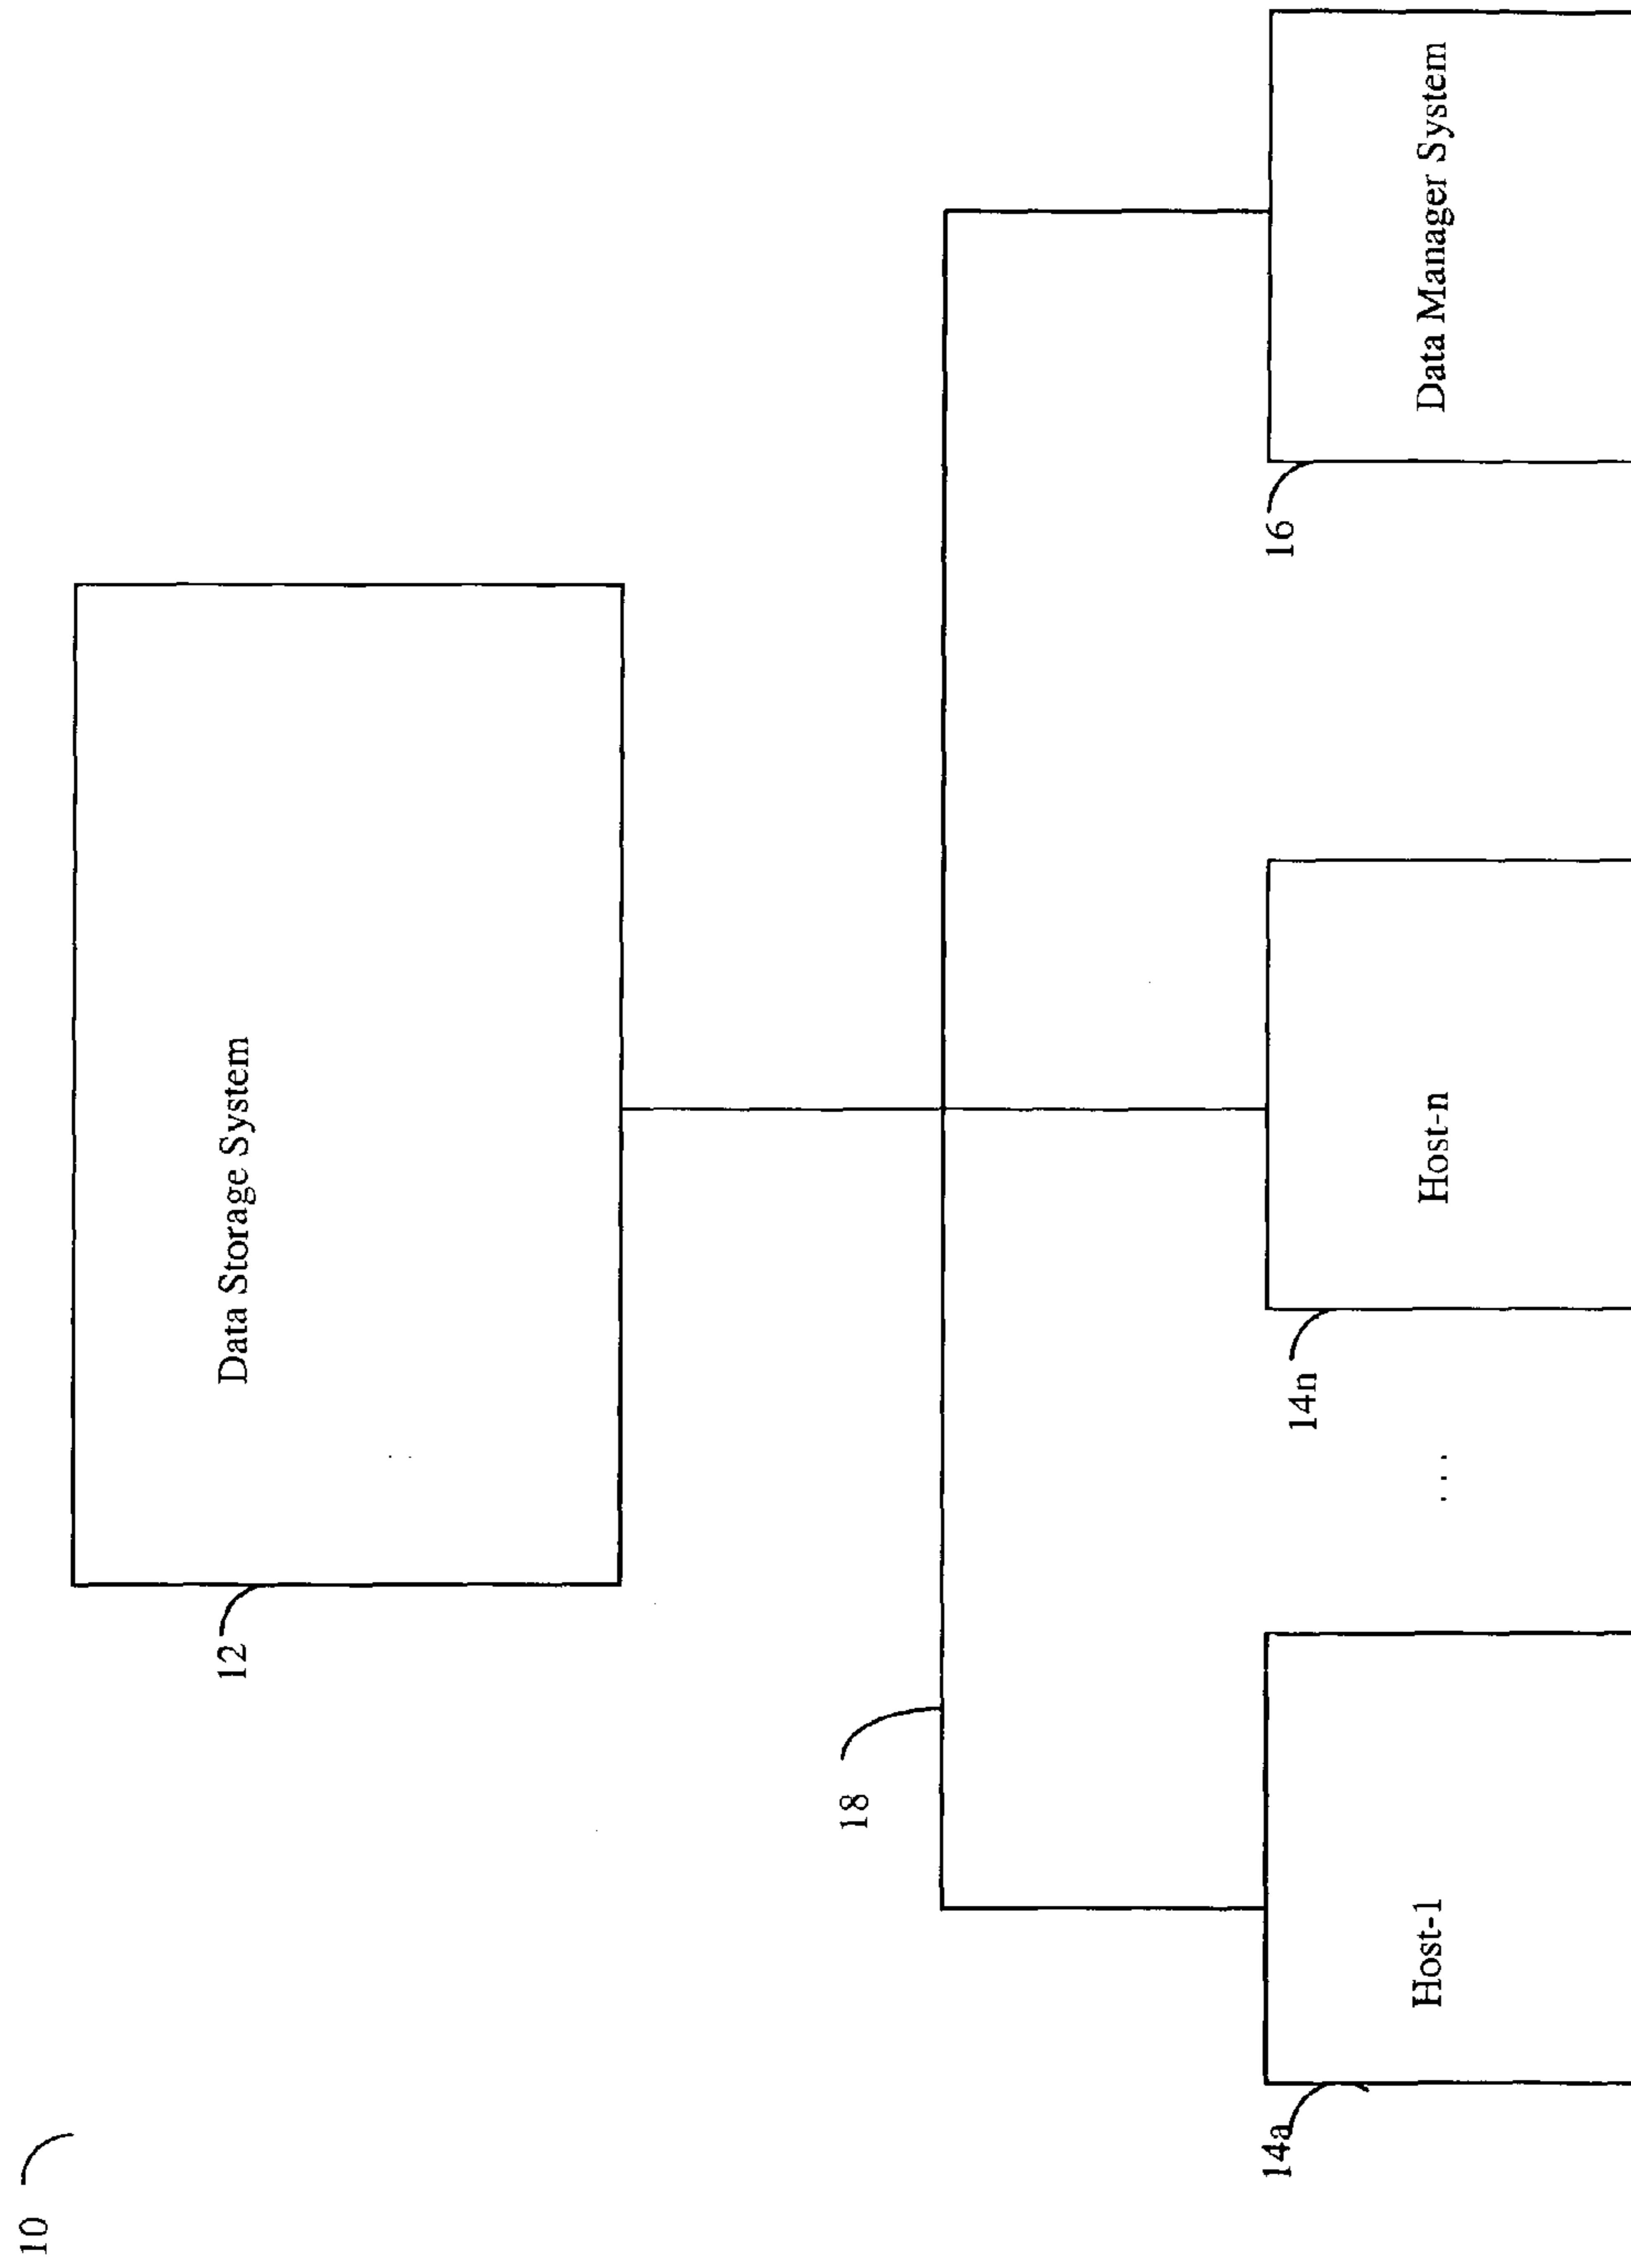 10
12
Data Storage System
18
14a
Host-1
...
14n
Host-n
16
Data Manager System